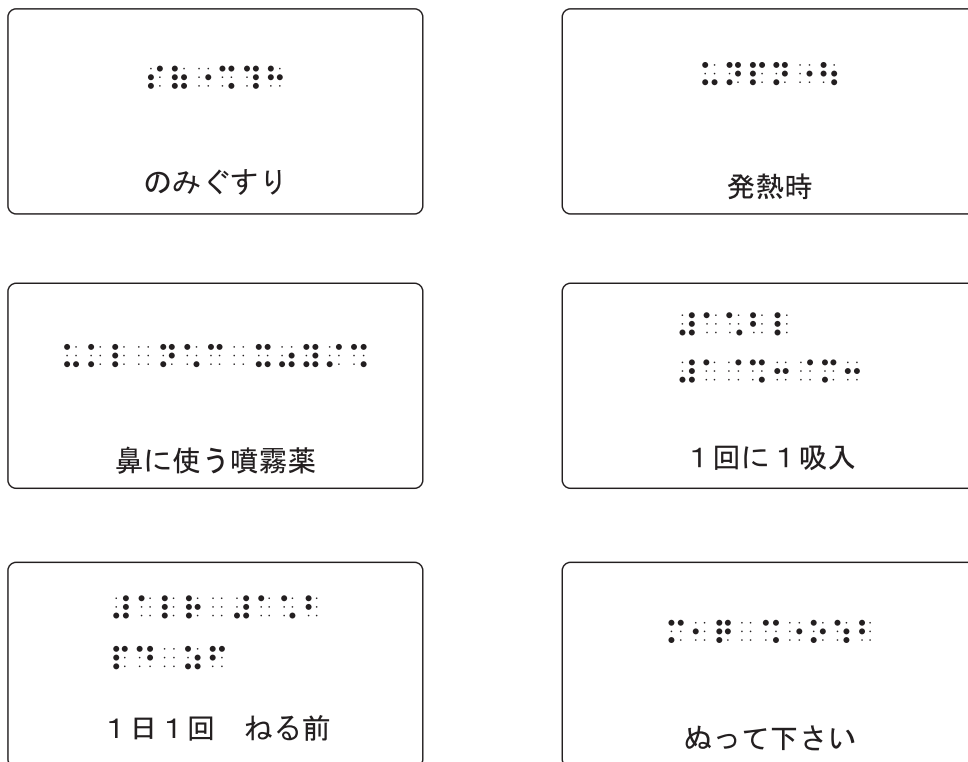 ⠎⠷⠐⠩⠹⠓
のみぐすり
⠥⠝⠏⠝⠐⠳
発熱時
⠥⠅⠇⠀⠝⠡⠉⠀⠭⠴⠽⠌⠩
鼻に使う噴霧薬
⠼⠁⠡⠃⠇
⠼⠁⠈⠩⠒⠈⠍⠒
1回に1吸入
⠼⠁⠇⠗⠀⠼⠁⠡⠃
⠏⠙⠀⠵⠋
1日1回　ねる前
⠍⠂⠟⠀⠩⠐⠕⠱⠃
ぬって下さい